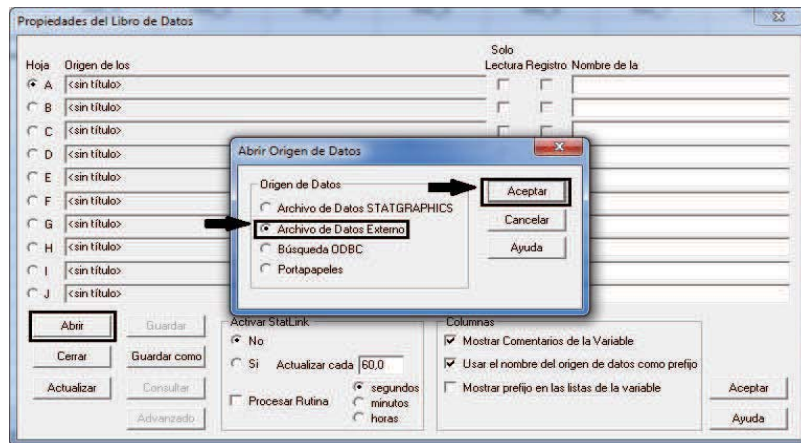 Propiedades del Libro de Datos
Solo
Hoja Origen de los Lectura Registro Nombre de la
A <sin título>
B <sin título>
C <sin título>
D <sin título>
E <sin título>
F <sin título>
G <sin título>
H <sin título>
I <sin título>
J <sin título>
Abrir Origen de Datos
Origen de Datos
Archivo de Datos STATGRAPHICS
Archivo de Datos Externo
Búsqueda ODBC
Portapapeles
Aceptar
Cancelar
Ayuda
Abrir Guardar
Cerrar Guardar como
Actualizar Consultar
Advanzado
Activar StatLink
No
Si Actualizar cada 60,0
segundos
Procesar Rutina minutos
horas
Columnas
Mostrar Comentarios de la Variable
Usar el nombre del origen de datos como prefijo
Mostrar prefijo en las listas de la variable
Aceptar
Ayuda